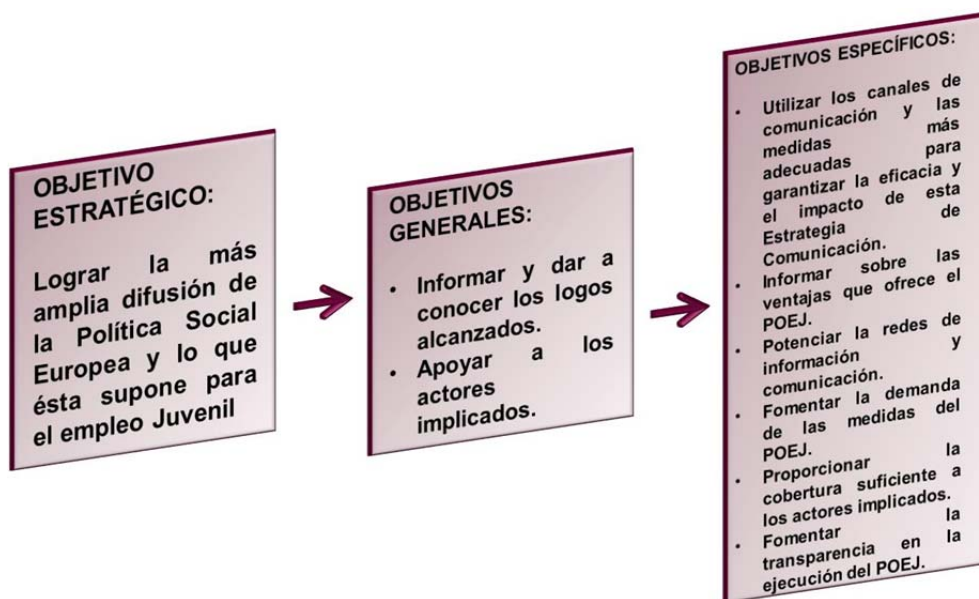 OBJETIVO
ESTRATÉGICO:
Lograr la más
amplia difusión de
la Política Social
Europea y lo que
ésta supone para
el empleo Juvenil
OBJETIVOS
GENERALES:
• Informar y dar a
conocer los logos
alcanzados.
• Apoyar a los
actores
implicados.
OBJETIVOS ESPECÍFICOS:
• Utilizar los canales de
comunicación y las
medidas más
adecuadas para
garantizar la eficacia y
el impacto de esta
Estrategia de
Comunicación.
• Informar sobre las
ventajas que ofrece el
POEJ.
• Potenciar la redes de
información y
comunicación.
• Fomentar la demanda
de las medidas del
POEJ.
• Proporcionar la
cobertura suficiente a
los actores implicados.
• Fomentar la
transparencia en la
ejecución del POEJ.